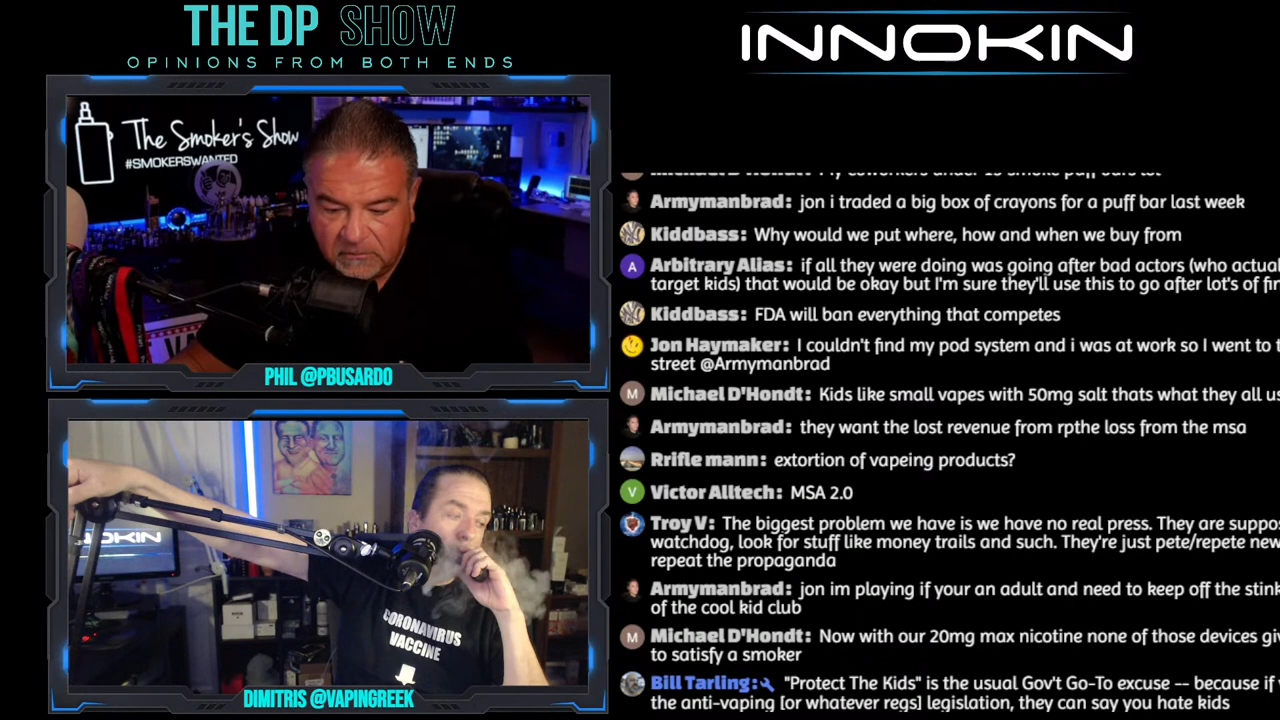 THE DP SHOW
OPINIONS FROM BOTH ENDS
INNOKIN
The Smoker's Show
#SMOKERSWANTED
PHIL @PBUSARDO
CORONAVIRUS
VACCINE
DIMITRIS @VAPINGREEK
Armymanbrad: jon i traded a big box of crayons for a puff bar last week
Kiddbass: Why would we put where, how and when we buy from
A Arbitrary Alias: if all they were doing was going after bad actors (who actual
target kids) that would be okay but I'm sure they'll use this to go after lot's of fi
Kiddbass: FDA will ban everything that competes
Jon Haymaker: I couldn't find my pod system and i was at work so I went to t
street @Armymanbrad
M Michael D'Hondt: Kids like small vapes with 50mg salt thats what they all us
Armymanbrad: they want the lost revenue from rpthe loss from the msa
Rrifle mann: extortion of vapeing products?
V Victor Alltech: MSA 2.0
Troy V: The biggest problem we have is we have no real press. They are suppo
watchdog, look for stuff like money trails and such. They're just pete/repete new
repeat the propaganda
Armymanbrad: jon im playing if your an adult and need to keep off the stink
of the cool kid club
M Michael D'Hondt: Now with our 20mg max nicotine none of those devices gi
to satisfy a smoker
Bill Tarling: "Protect The Kids" is the usual Gov't Go-To excuse -- because if
the anti-vaping [or whatever regs] legislation, they can say you hate kids